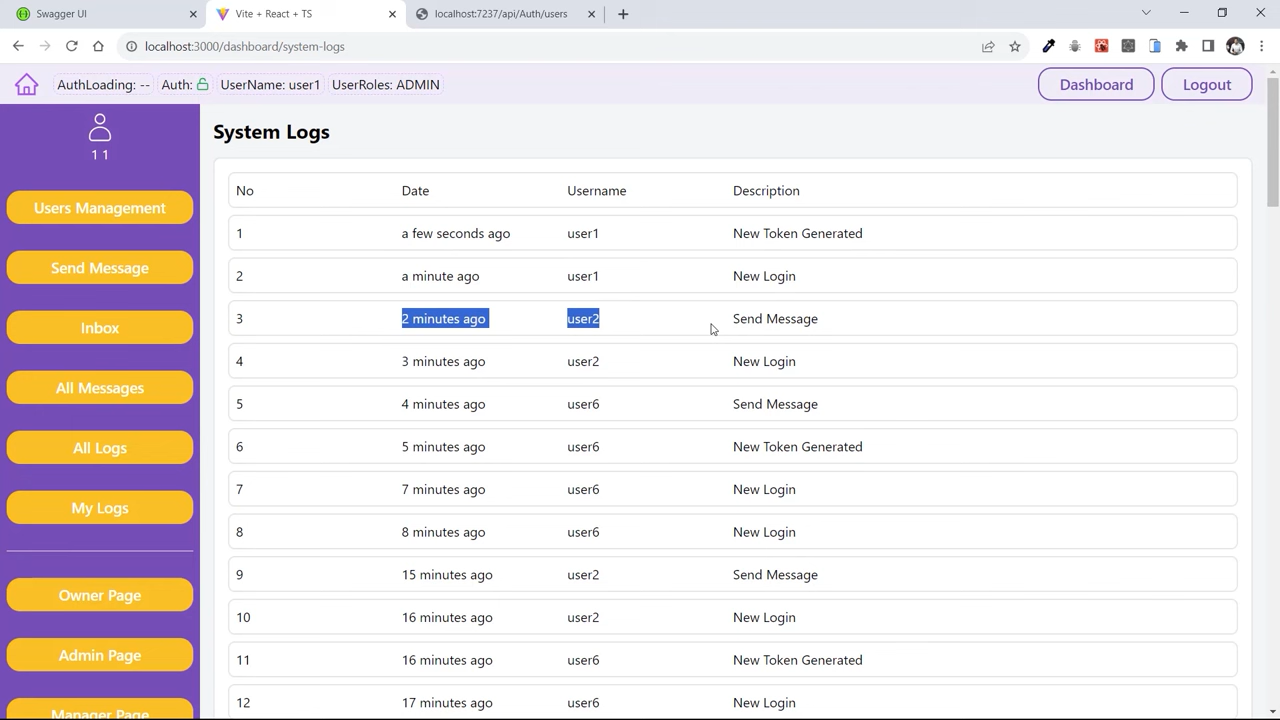 Swagger UI
Vite + React + TS
localhost:7237/api/Auth/users
localhost:3000/dashboard/system-logs
AuthLoading: -- Auth: UserName: user1 UserRoles: ADMIN
Dashboard
Logout
1 1
Users Management
Send Message
Inbox
All Messages
All Logs
My Logs
Owner Page
Admin Page
Manager Page
System Logs
No Date Username Description
1 a few seconds ago user1 New Token Generated
2 a minute ago user1 New Login
3 2 minutes ago user2 Send Message
4 3 minutes ago user2 New Login
5 4 minutes ago user6 Send Message
6 5 minutes ago user6 New Token Generated
7 7 minutes ago user6 New Login
8 8 minutes ago user6 New Login
9 15 minutes ago user2 Send Message
10 16 minutes ago user2 New Login
11 16 minutes ago user6 New Token Generated
12 17 minutes ago user6 New Login